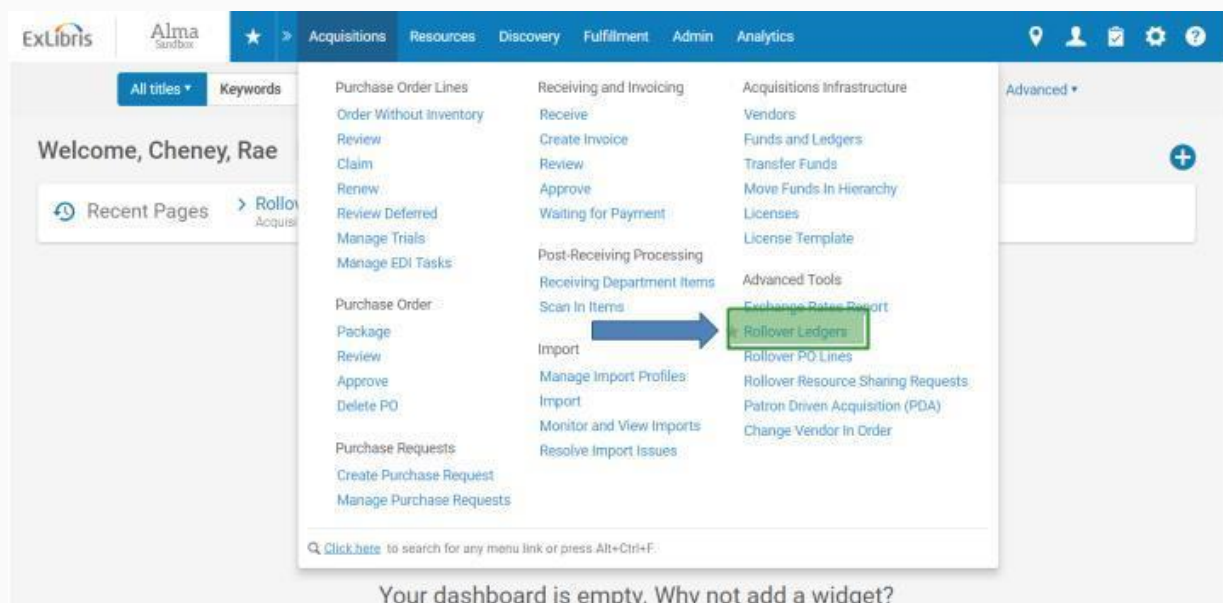 ExLibris Alma Sandbox Acquisitions Resources Discovery Fulfillment Admin Analytics
All titles Keywords Advanced
Welcome, Cheney, Rae
Recent Pages
Purchase Order Lines
Order Without Inventory
Review
Claim
Renew
Review Deferred
Manage Trials
Manage EDI Tasks
Purchase Order
Package
Review
Approve
Delete PO
Purchase Requests
Create Purchase Request
Manage Purchase Requests
Receiving and Invoicing
Receive
Create Invoice
Review
Approve
Waiting for Payment
Post-Receiving Processing
Receiving Department Items
Scan In Items
Import
Manage Import Profiles
Import
Monitor and View Imports
Resolve Import Issues
Acquisitions Infrastructure
Vendors
Funds and Ledgers
Transfer Funds
Move Funds In Hierarchy
Licenses
License Template
Advanced Tools
Exchange Rates Report
Rollover Ledgers
Rollover PO Lines
Rollover Resource Sharing Requests
Patron Driven Acquisition (PDA)
Change Vendor In Order
Click here to search for any menu link or press Alt+Ctrl+F.
Your dashboard is empty. Why not add a widget?